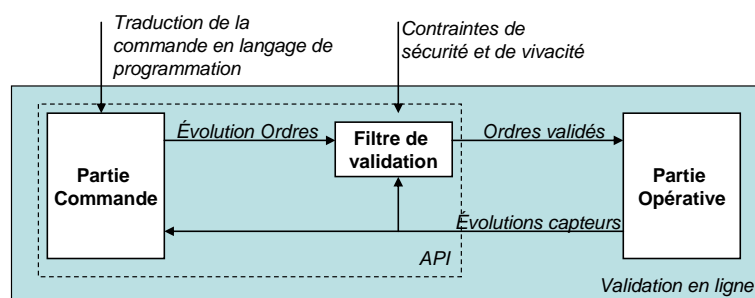 Traduction de la
commande en langage de
programmation
Contraintes de
sécurité et de vivacité
Évolution Ordres
Filtre de
validation
Ordres validés
Partie
Commande
Partie
Opérative
Évolutions capteurs
API
Validation en ligne